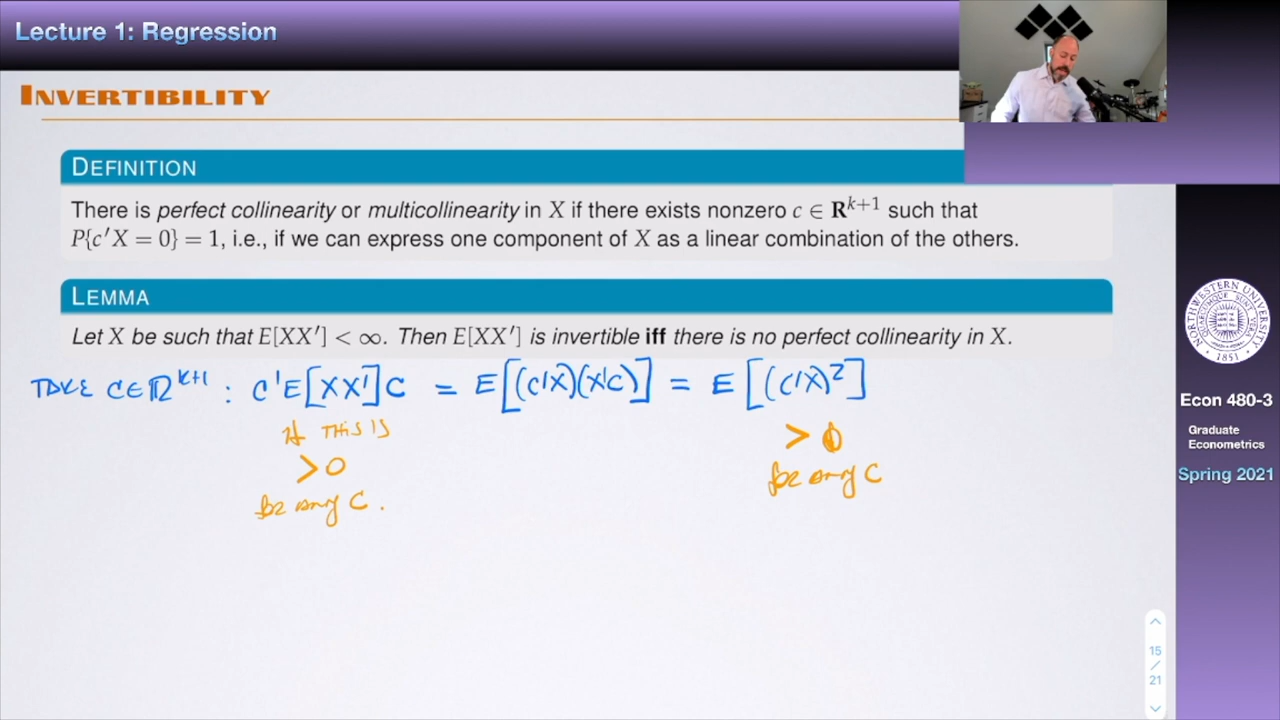 Lecture 1: Regression
INVERTIBILITY
DEFINITION
There is perfect collinearity or multicollinearity in X if there exists nonzero c ∈ R^{k+1} such that
P{c′X = 0} = 1, i.e., if we can express one component of X as a linear combination of the others.
LEMMA
Let X be such that E[XX′] < ∞. Then E[XX′] is invertible iff there is no perfect collinearity in X.
TAKE C∈ℝ^{k+1} : C'E[XX']C = E[(C'X)(X'C)] = E[(C'X)²]
if THIS IS
>0
for any C.
> 0
for any C
NORTHWESTERN UNIVERSITY
1851
Econ 480-3
Graduate
Econometrics
Spring 2021
15
/
21